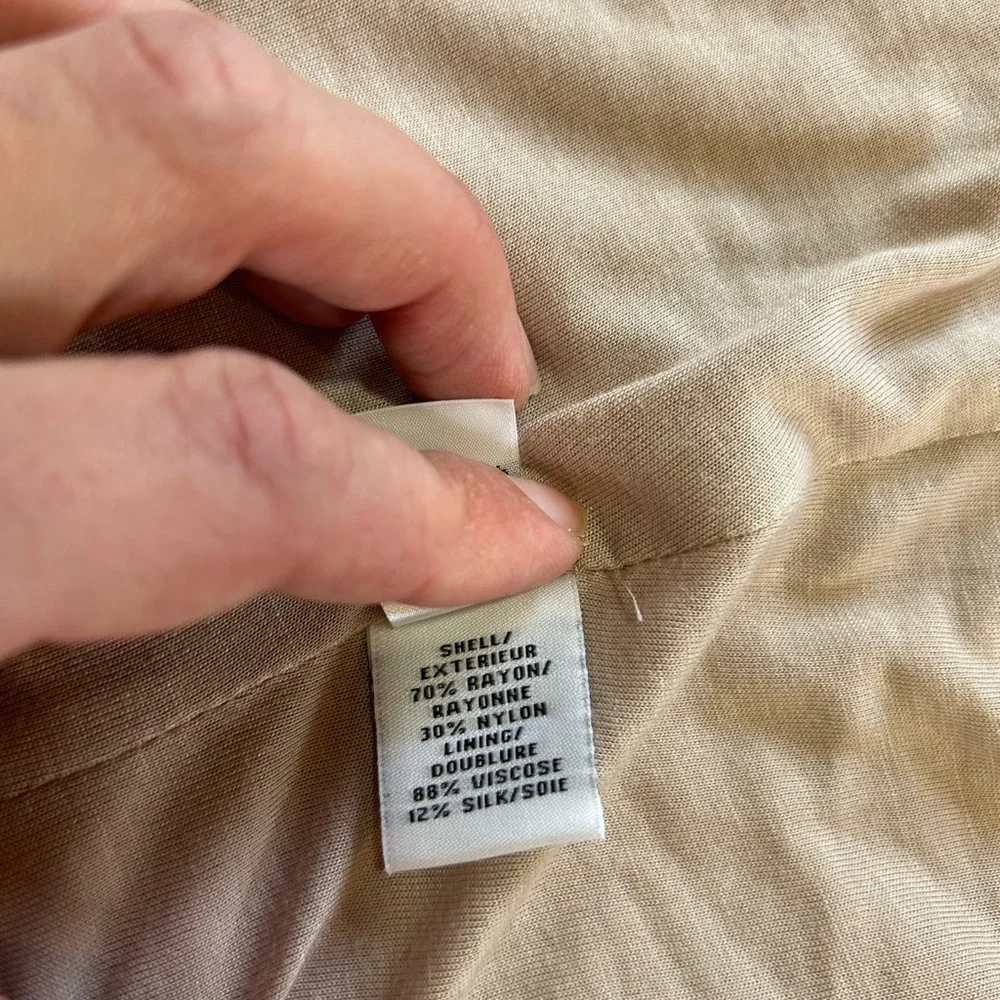 SHELL/
EXTERIEUR
70% RAYON/
RAYONNE
30% NYLON
LINING/
DOUBLURE
88% VISCOSE
12% SILK/SOIE